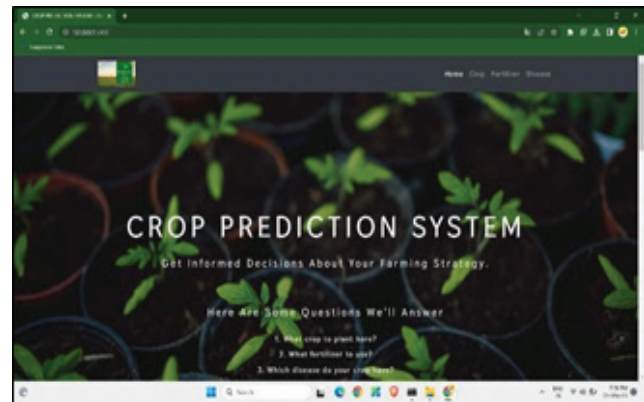 Home Crop Fertilizer Disease
CROP PREDICTION SYSTEM
Get Informed Decisions About Your Farming Strategy.
Here Are Some Questions We'll Answer
1. What crop to plant here?
2. What fertilizer to use?
3. Which disease do your crop have?
Search